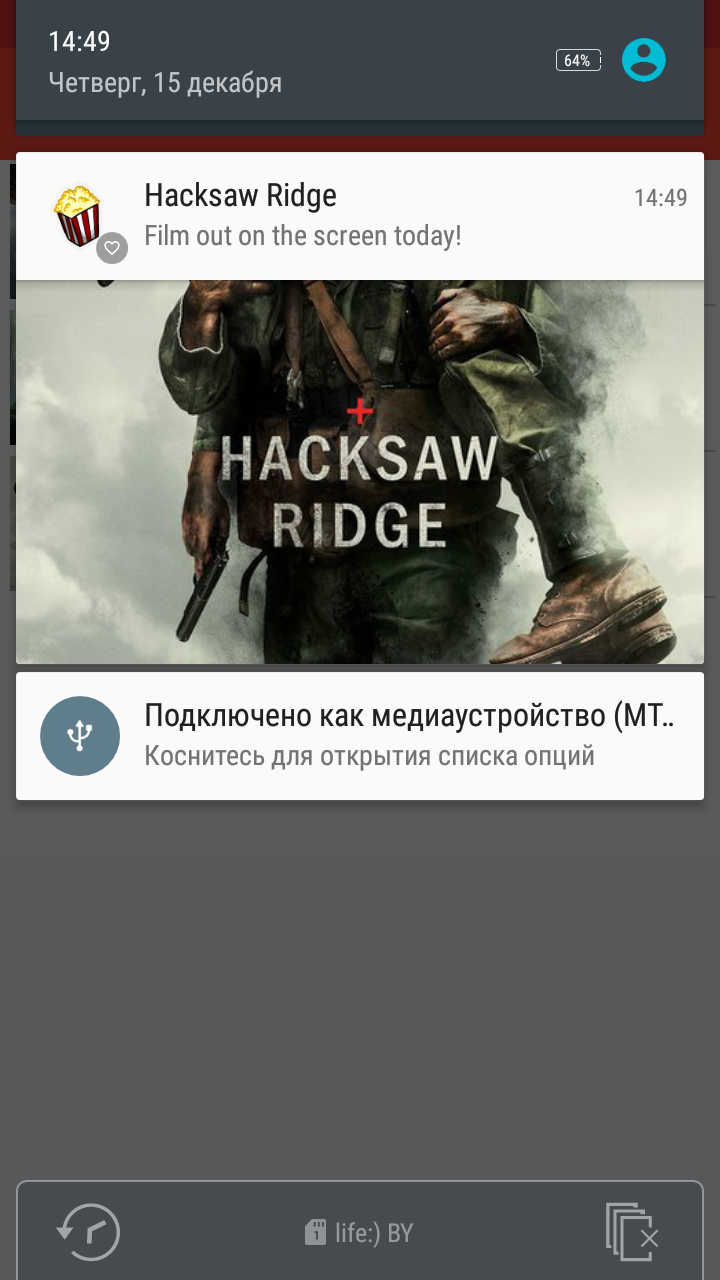 14:49
Четверг, 15 декабря
64%
Hacksaw Ridge
14:49
Film out on the screen today!
HACKSAW
RIDGE
Подключено как медиаустройство (MT..
Коснитесь для открытия списка опций
1
life:) BY